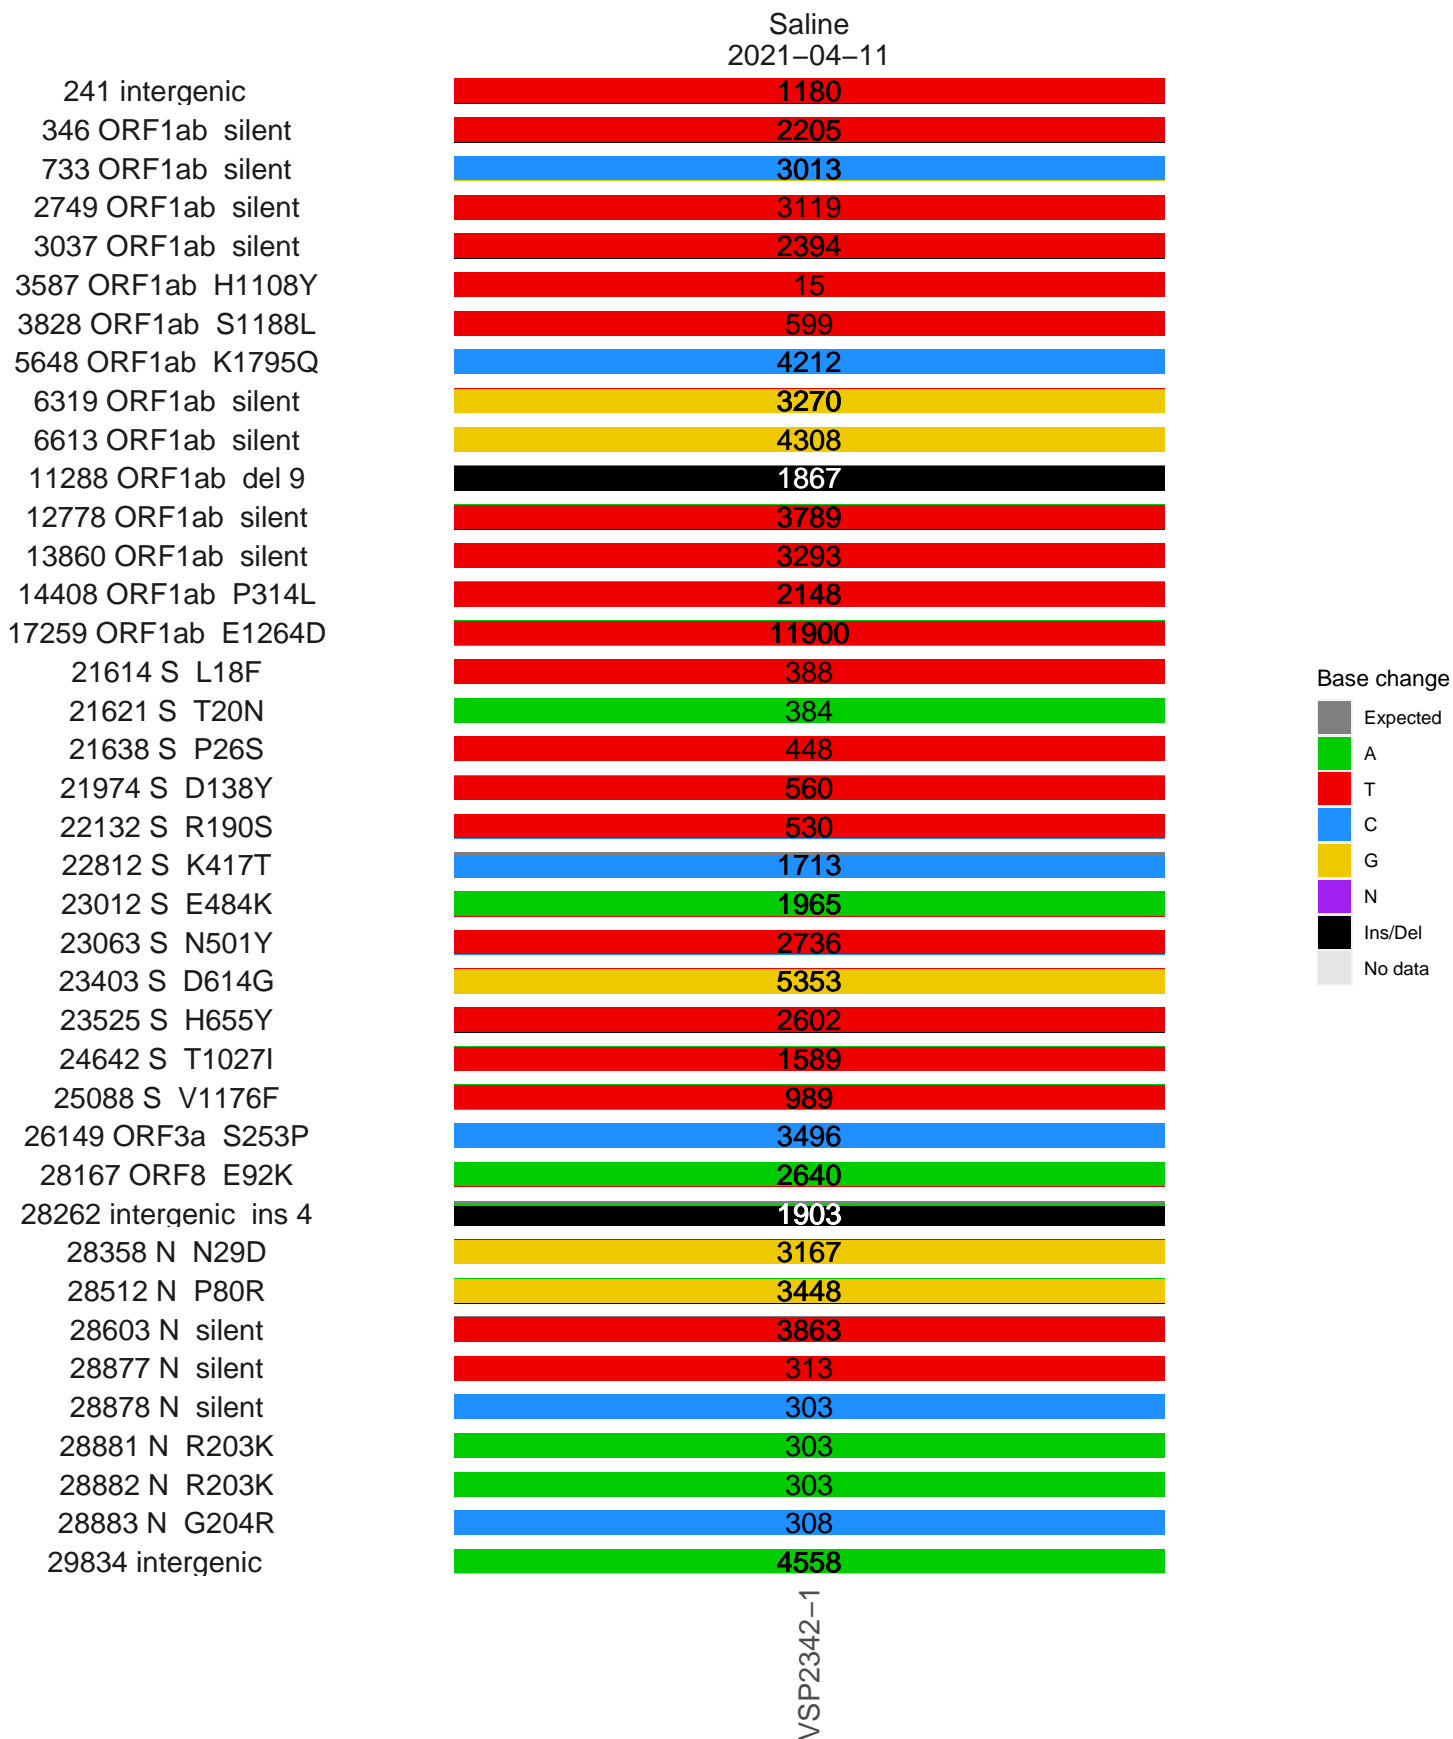 Saline
2021−04−11
241 intergenic 1180
346 ORF1ab silent 2205
733 ORF1ab silent 3013
2749 ORF1ab silent 3119
3037 ORF1ab silent 2394
3587 ORF1ab H1108Y 15
3828 ORF1ab S1188L 599
5648 ORF1ab K1795Q 4212
6319 ORF1ab silent 3270
6613 ORF1ab silent 4308
11288 ORF1ab del 9 1867
12778 ORF1ab silent 3789
13860 ORF1ab silent 3293
14408 ORF1ab P314L 2148
17259 ORF1ab E1264D 11900
21614 S L18F 388
21621 S T20N 384
21638 S P26S 448
21974 S D138Y 560
22132 S R190S 530
22812 S K417T 1713
23012 S E484K 1965
23063 S N501Y 2736
23403 S D614G 5353
23525 S H655Y 2602
24642 S T1027I 1589
25088 S V1176F 989
26149 ORF3a S253P 3496
28167 ORF8 E92K 2640
28262 intergenic ins 4 1903
28358 N N29D 3167
28512 N P80R 3448
28603 N silent 3863
28877 N silent 313
28878 N silent 303
28881 N R203K 303
28882 N R203K 303
28883 N G204R 308
29834 intergenic 4558
VSP2342−1
Base change
Expected
A
T
C
G
N
Ins/Del
No data